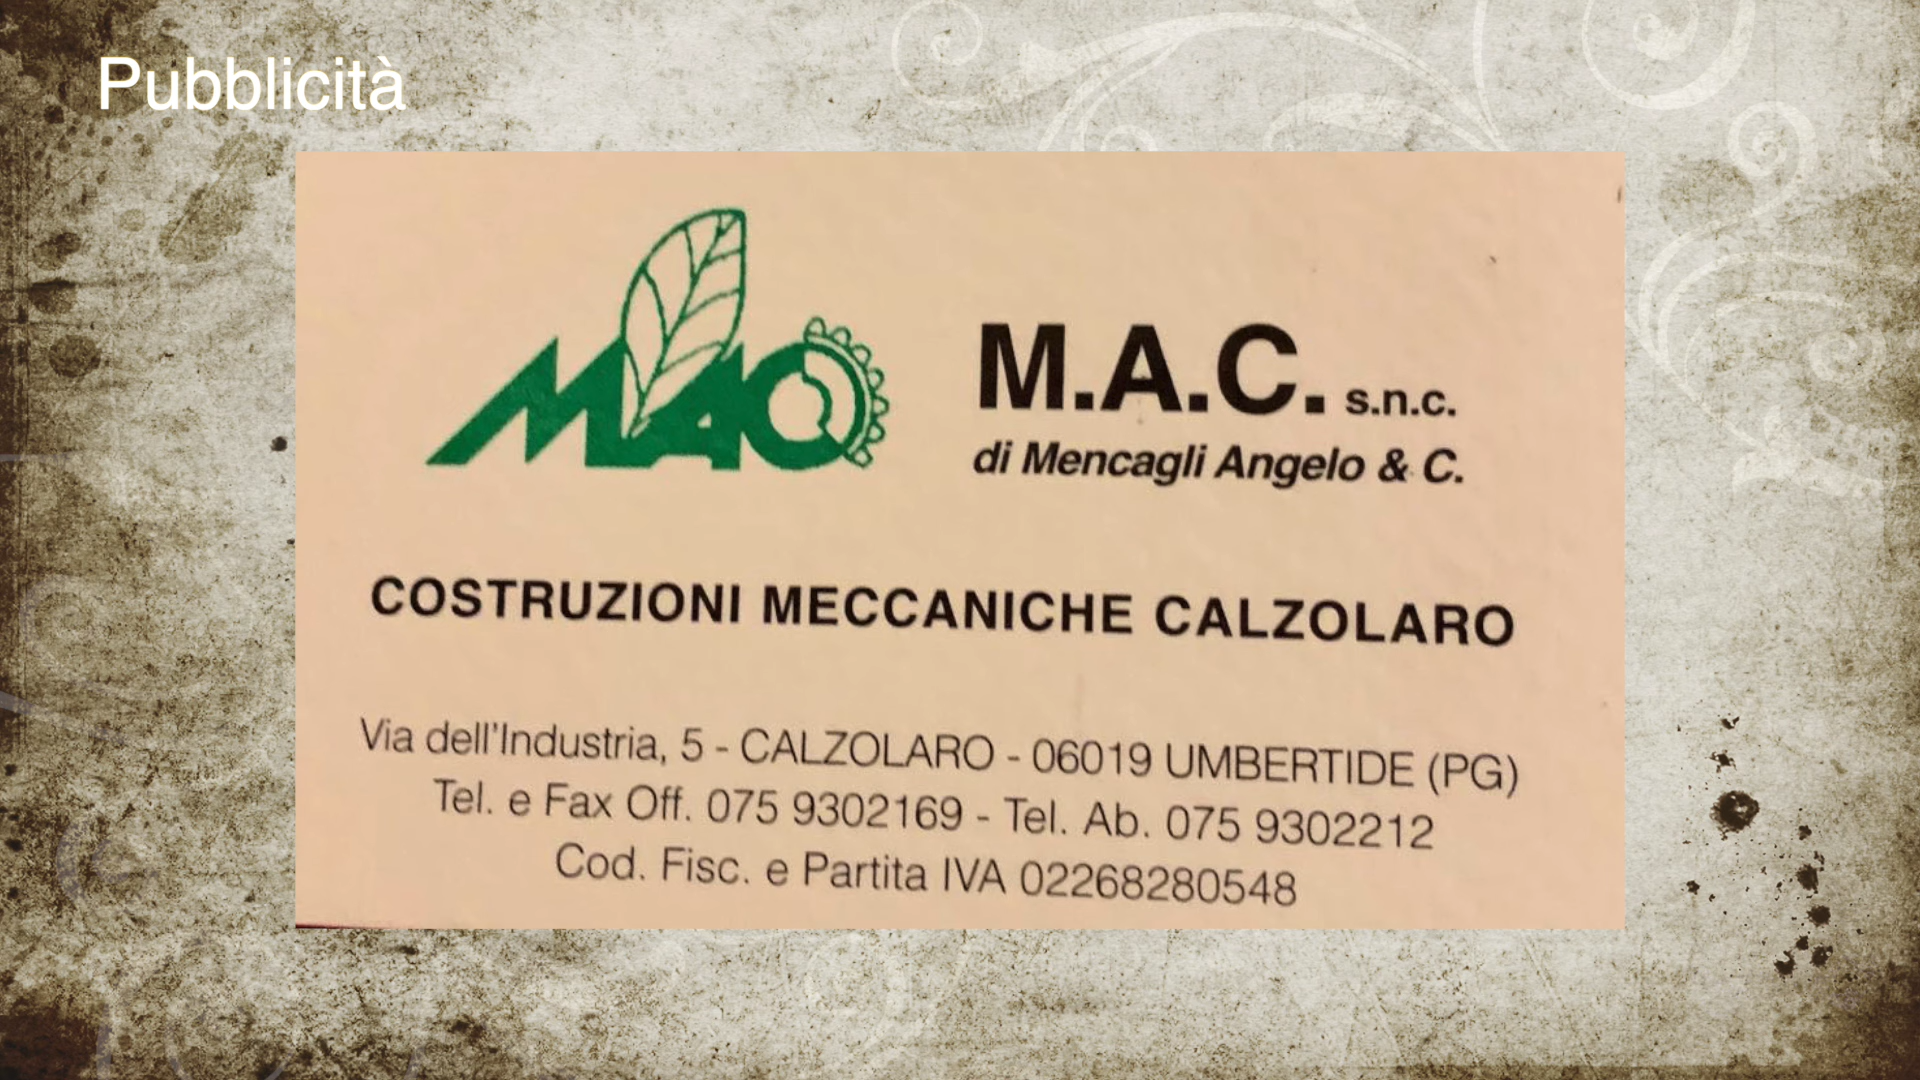 Pubblicità
MAC
M.A.C. s.n.c.
di Mencagli Angelo & C.
COSTRUZIONI MECCANICHE CALZOLARO
Via dell'Industria, 5 - CALZOLARO - 06019 UMBERTIDE (PG)
Tel. e Fax Off. 075 9302169 - Tel. Ab. 075 9302212
Cod. Fisc. e Partita IVA 02268280548